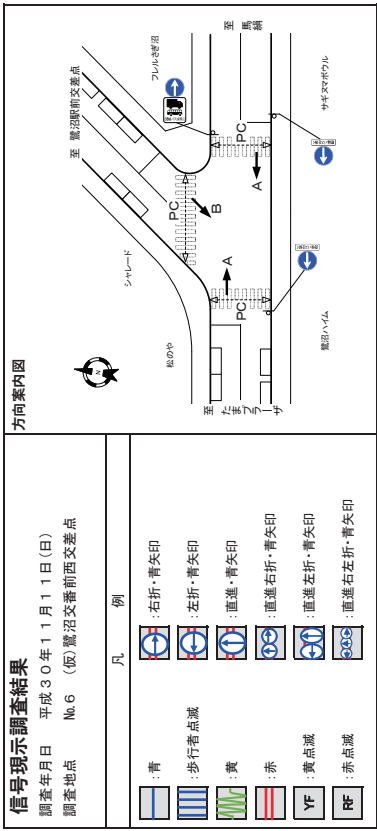 信号現示調査結果
調査年月日　平成30年11月11日(日)
調査地点　№6　(仮)鷺沼交番前西交差点
凡　例
:青
:歩行者点滅
:黄
:赤
YF :黄点滅
RF :赤点滅
:右折・青矢印
:左折・青矢印
:直進・青矢印
:直進右折・青矢印
:直進左折・青矢印
:直進右左折・青矢印
方向案内図
至　鷺沼駅前交差点
シャレード
松のや
フレルさぎ沼
至　馬絹
至　たまプラーザ
鷺沼ハイム
サギヌマボウル
N
PC
PC
PC
A
A
B